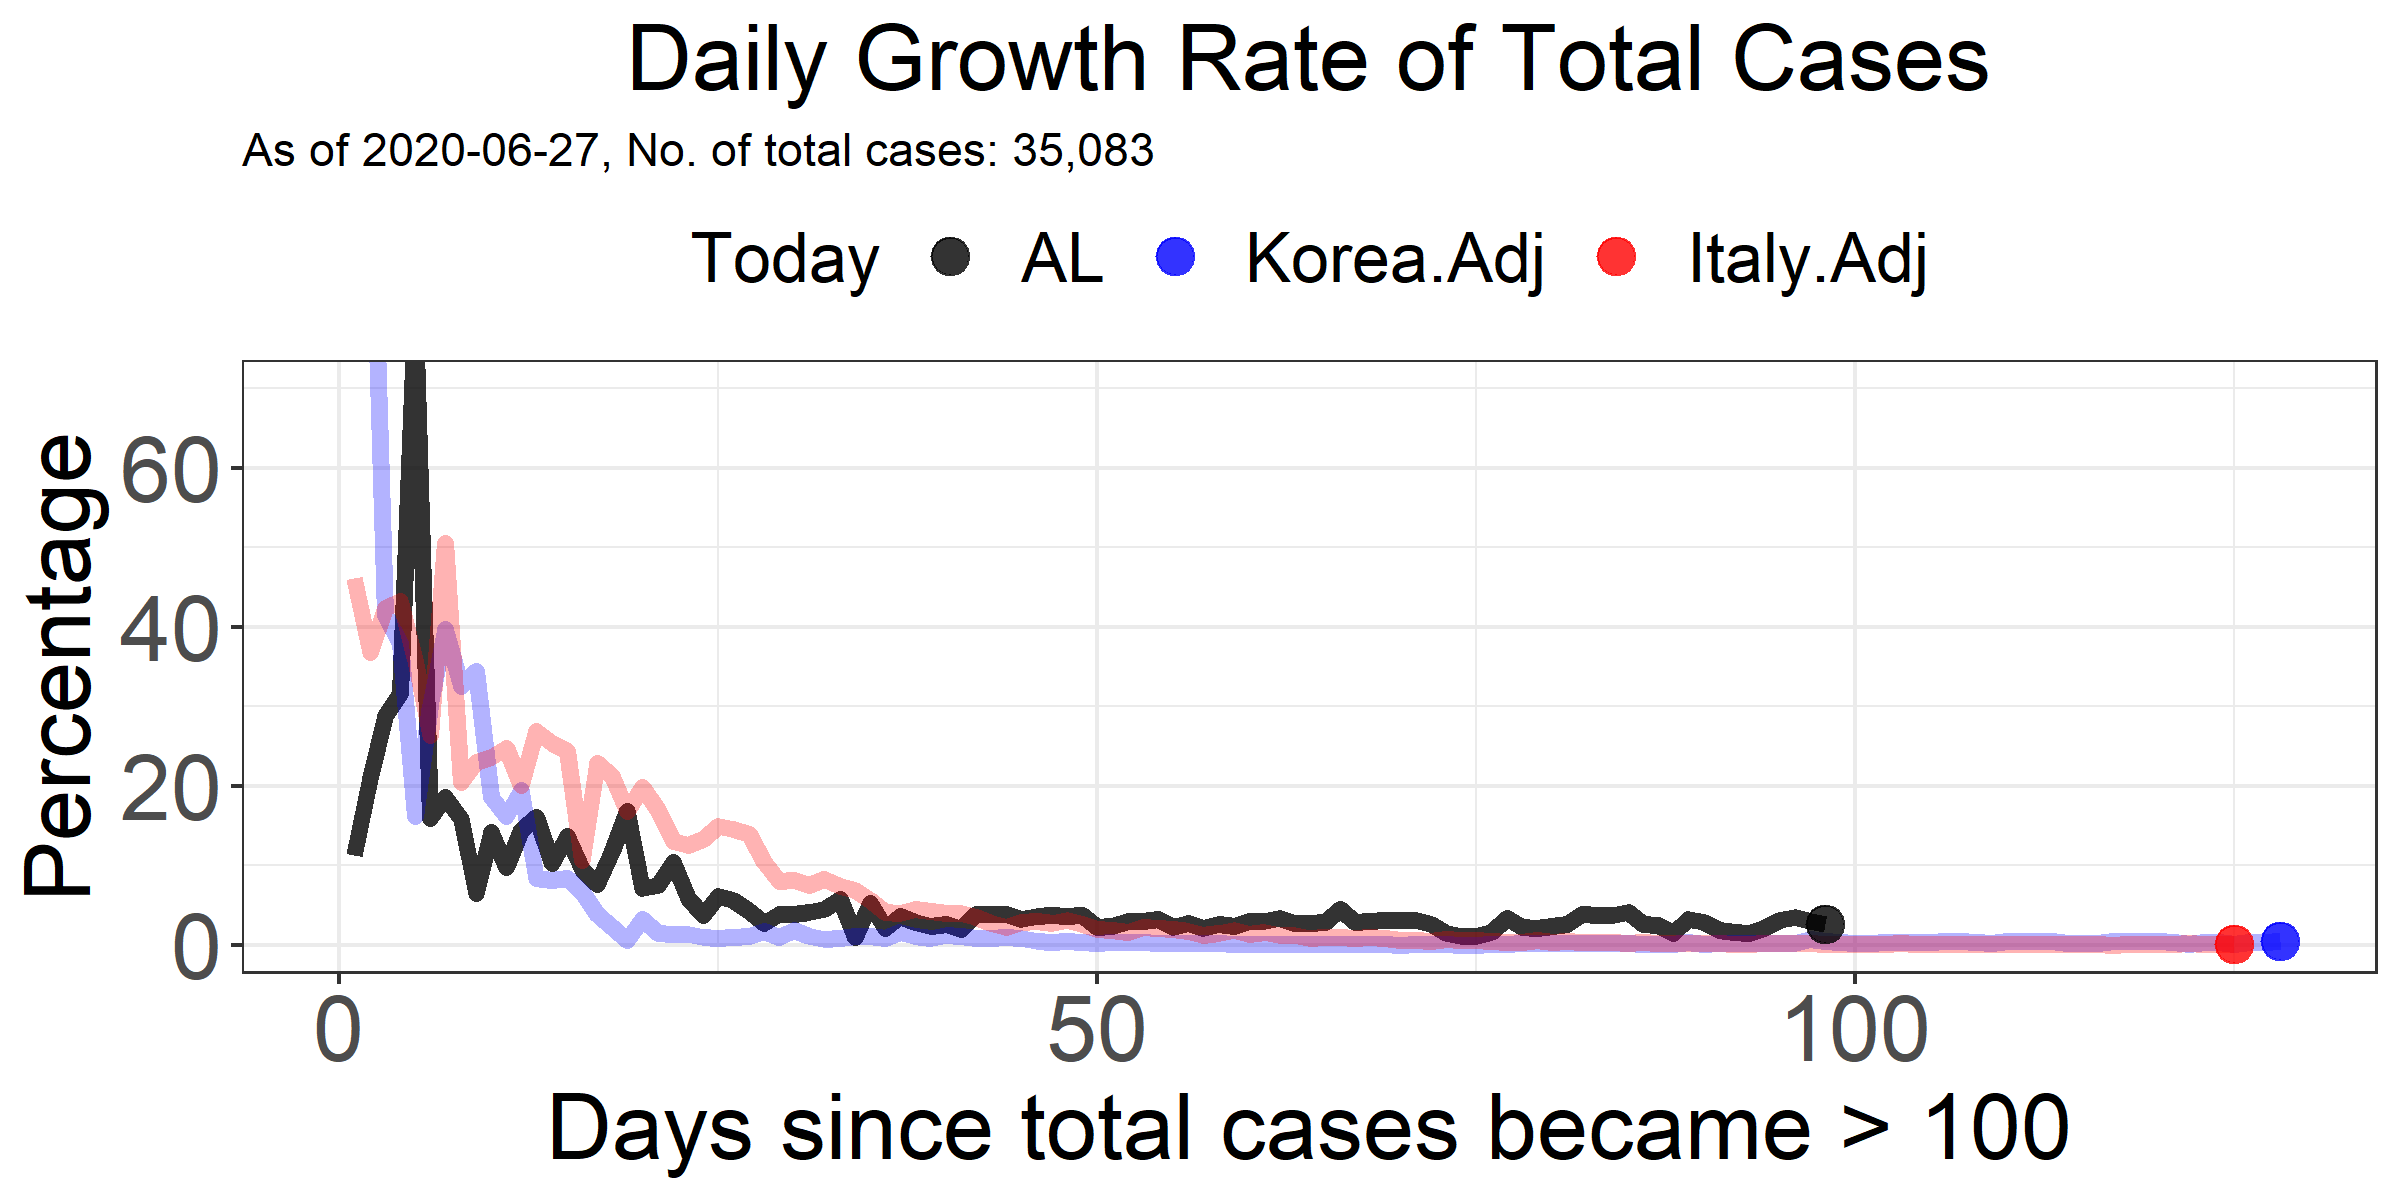 Daily Growth Rate of Total Cases
As of 2020-06-27, No. of total cases: 35,083
Today AL Korea.Adj Italy.Adj
Percentage
60
40
20
0
0 50 100
Days since total cases became > 100